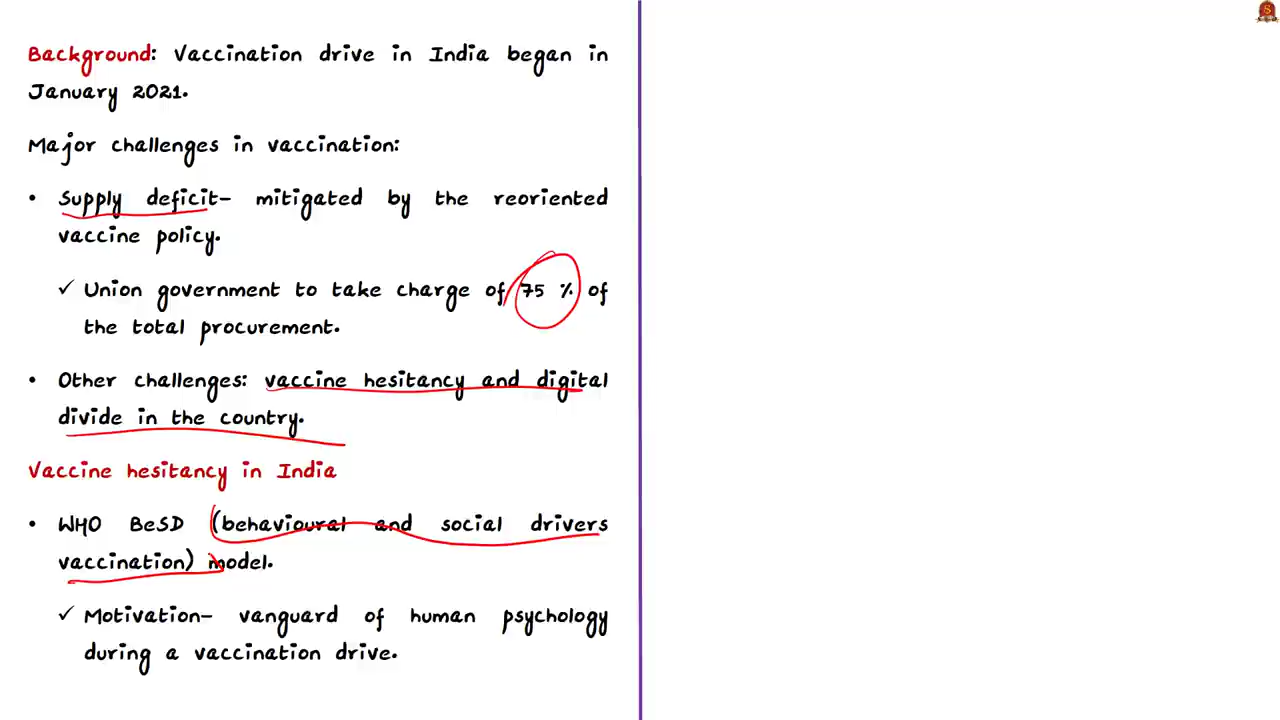 Background: Vaccination drive in India began in
January 2021.
Major challenges in vaccination:
• Supply deficit- mitigated by the reoriented
vaccine policy.
✓ Union government to take charge of 75 % of
the total procurement.
• Other challenges: vaccine hesitancy and digital
divide in the country.
Vaccine hesitancy in India
• WHO BeSD (behavioural and social drivers
vaccination) model.
✓ Motivation- vanguard of human psychology
during a vaccination drive.